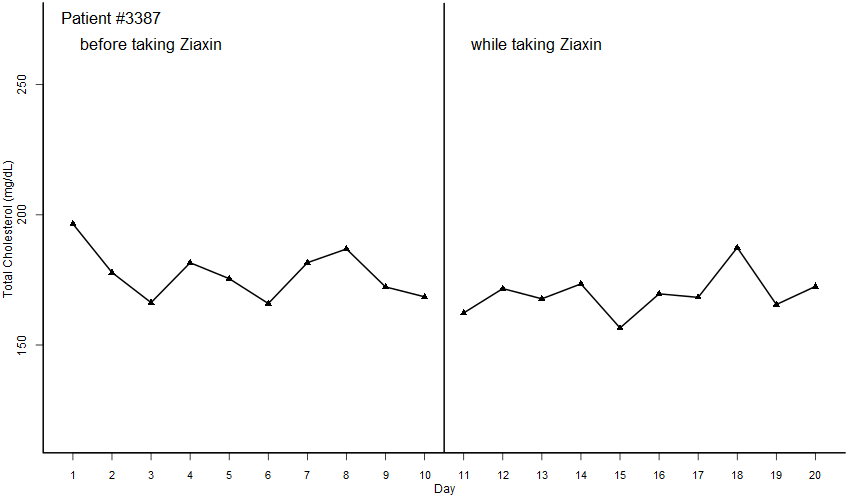 Patient #3387
before taking Ziaxin
while taking Ziaxin
Total Cholesterol (mg/dL)
250
200
150
1 2 3 4 5 6 7 8 9 10 11 12 13 14 15 16 17 18 19 20
Day